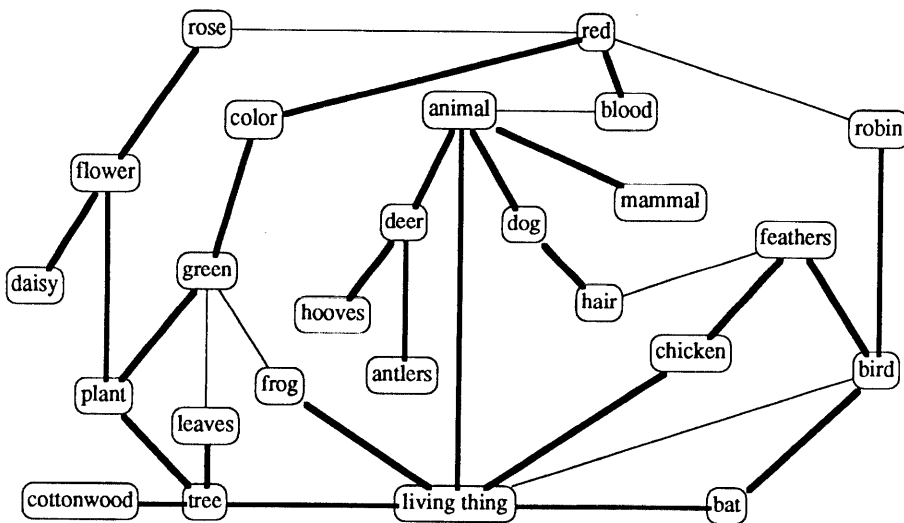 rose
red
color
animal
blood
robin
flower
mammal
deer
dog
feathers
daisy
green
hooves
hair
chicken
antlers
bird
plant
frog
leaves
cottonwood
tree
living thing
bat